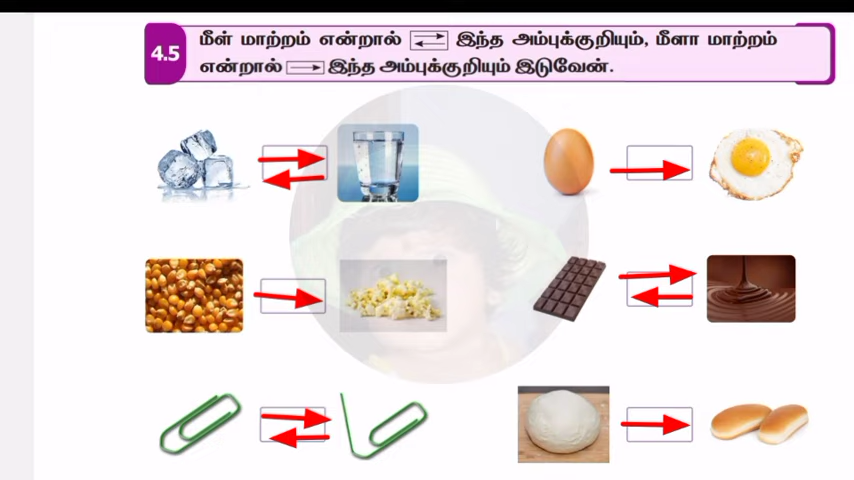 4.5
மீள் மாற்றம் என்றால் ⇄ இந்த அம்புக்குறியும், மீளா மாற்றம்
என்றால் → இந்த அம்புக்குறியும் இடுவேன்.